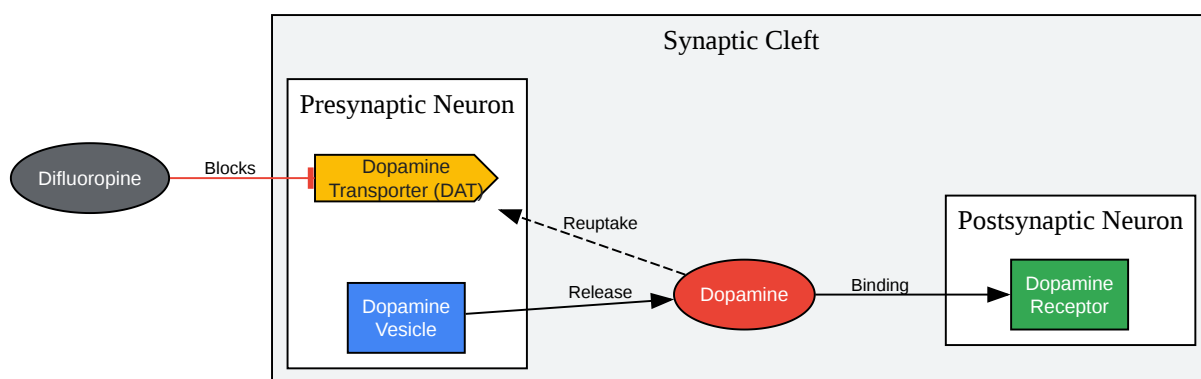 Synaptic Cleft
Presynaptic Neuron
Difluoropine
Blocks
Dopamine
Transporter (DAT)
Reuptake
Postsynaptic Neuron
Dopamine
Vesicle
Release
Dopamine
Binding
Dopamine
Receptor